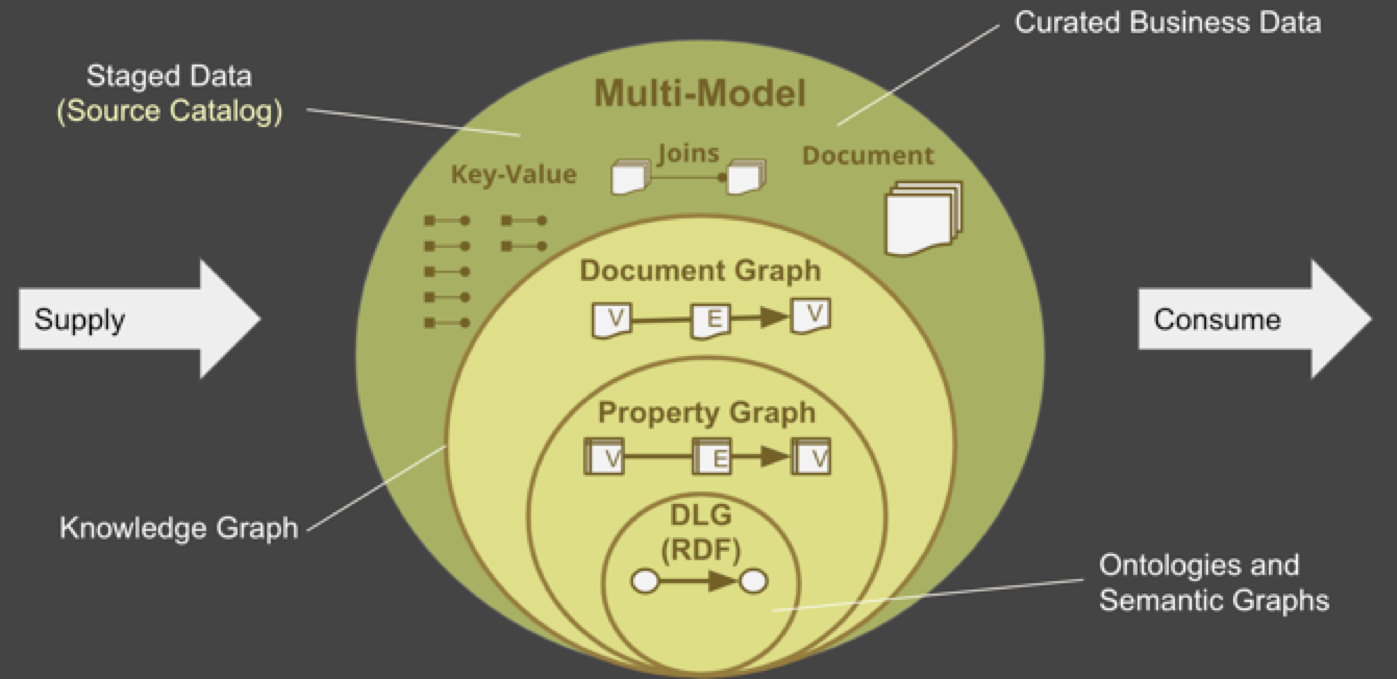 Curated Business Data
Staged Data
(Source Catalog)
Multi-Model
Joins
Document
Key-Value
Document Graph
V E V
Supply
Consume
Property Graph
V E V
DLG
(RDF)
Knowledge Graph
Ontologies and
Semantic Graphs